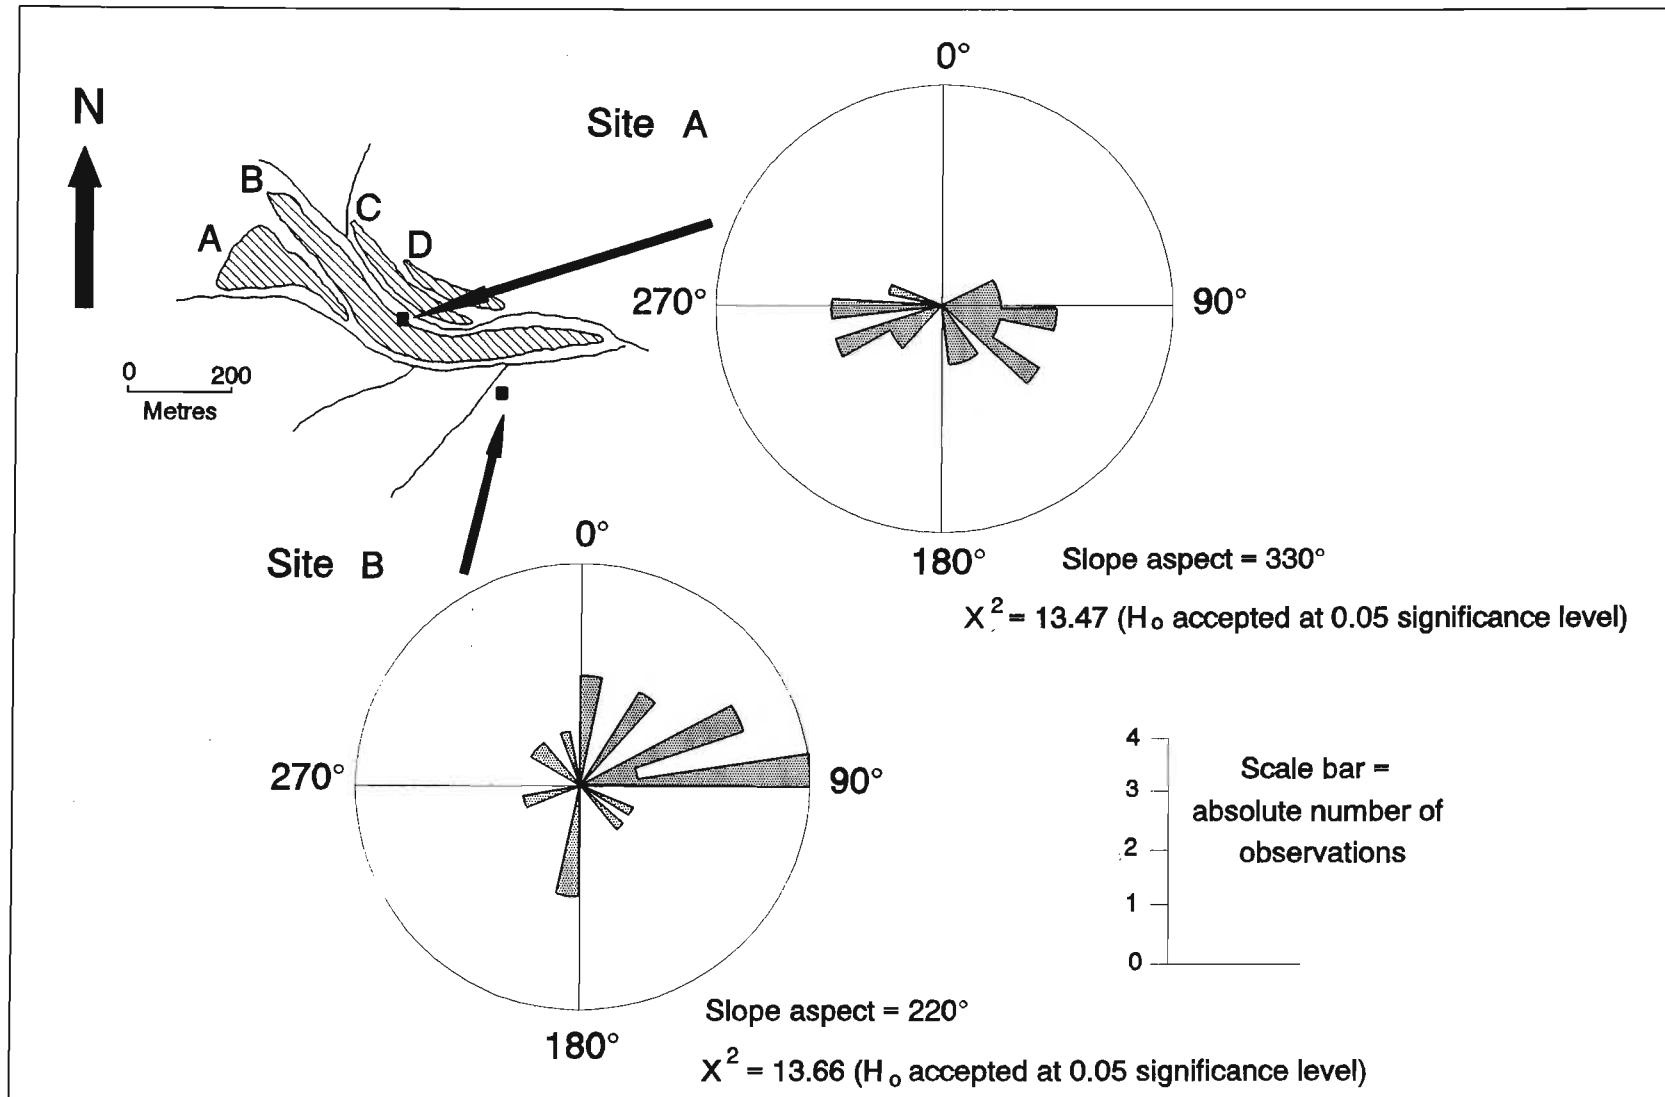 N
Site A
0°
270°
90°
180°
A
B
C
D
0 200
Metres
Slope aspect = 330°
X² = 13.47 (H₀ accepted at 0.05 significance level)
Site B
0°
270°
90°
180°
Slope aspect = 220°
X² = 13.66 (H₀ accepted at 0.05 significance level)
4
3
2
1
0
Scale bar =
absolute number of
observations